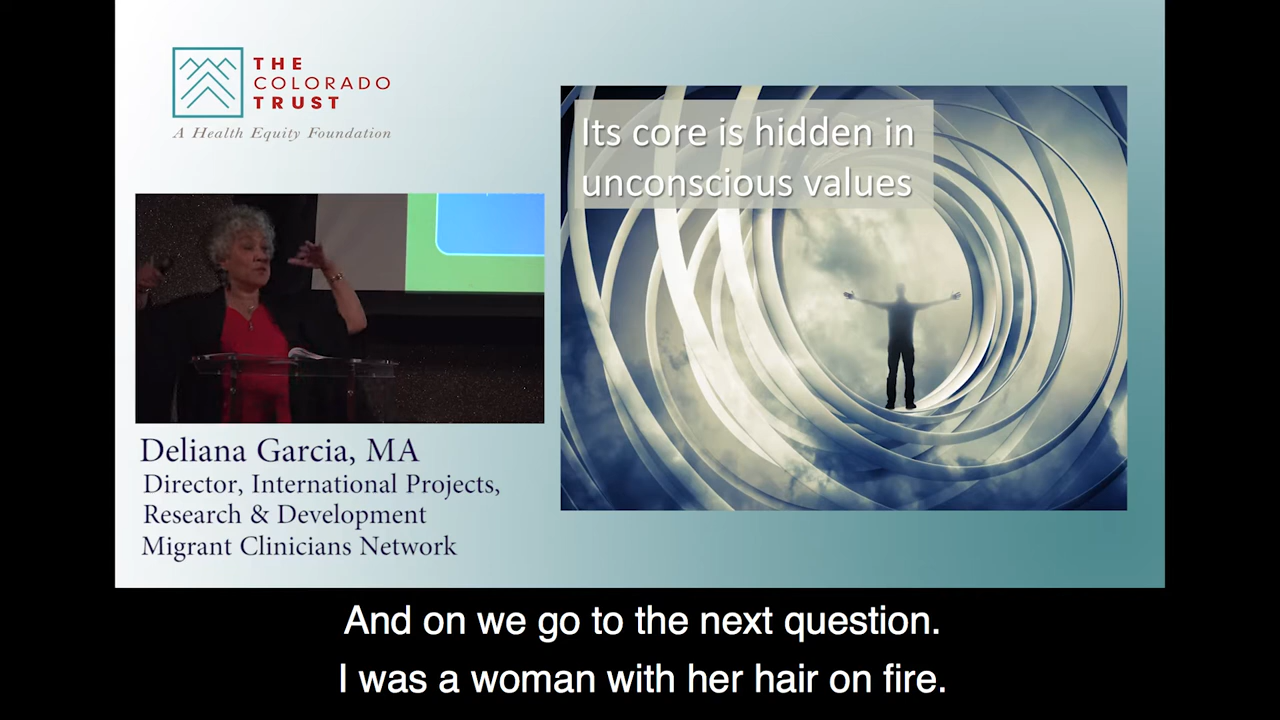 THE
COLORADO
TRUST
A Health Equity Foundation
Its core is hidden in
unconscious values
Deliana Garcia, MA
Director, International Projects,
Research & Development
Migrant Clinicians Network
And on we go to the next question.
I was a woman with her hair on fire.